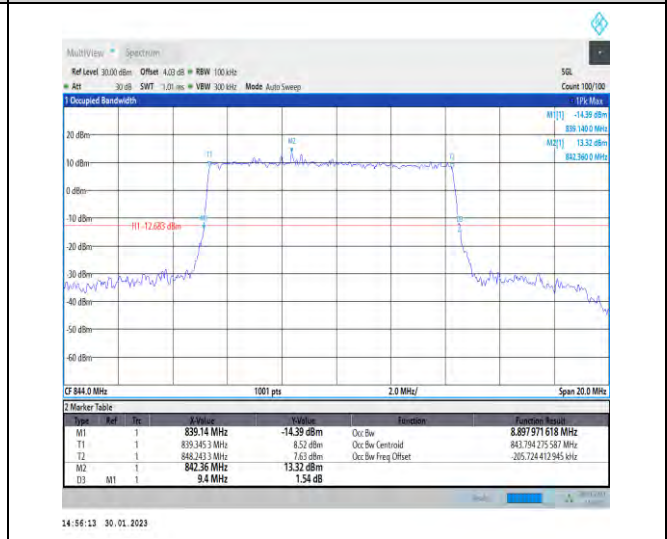 MultiView Spectrum
Ref Level 30.00 dBm Offset 4.03 dB RBW 100 kHz SGL
Att 30 dB SWT 1.01 ms VBW 300 kHz Mode Auto Sweep Count 100/100
1 Occupied Bandwidth 1Pk Max
M1[1] -14.39 dBm
839.140 0 MHz
M2[1] 13.32 dBm
842.360 0 MHz
20 dBm
M2
T1 T2
10 dBm
0 dBm
-10 dBm
H1 -12.683 dBm
-20 dBm
-30 dBm
-40 dBm
-50 dBm
-60 dBm
CF 844.0 MHz 1001 pts 2.0 MHz/ Span 20.0 MHz
2 Marker Table
Type Ref Trc X-Value Y-Value Function Function Result
M1 1 839.14 MHz -14.39 dBm Occ Bw 8.897 971 618 MHz
T1 1 839.345 3 MHz 8.52 dBm Occ Bw Centroid 843.794 275 587 MHz
T2 1 848.243 3 MHz 7.63 dBm Occ Bw Freq Offset -205.724 412 945 kHz
M2 1 842.36 MHz 13.32 dBm
D3 M1 1 9.4 MHz 1.54 dB
14:56:13 30.01.2023